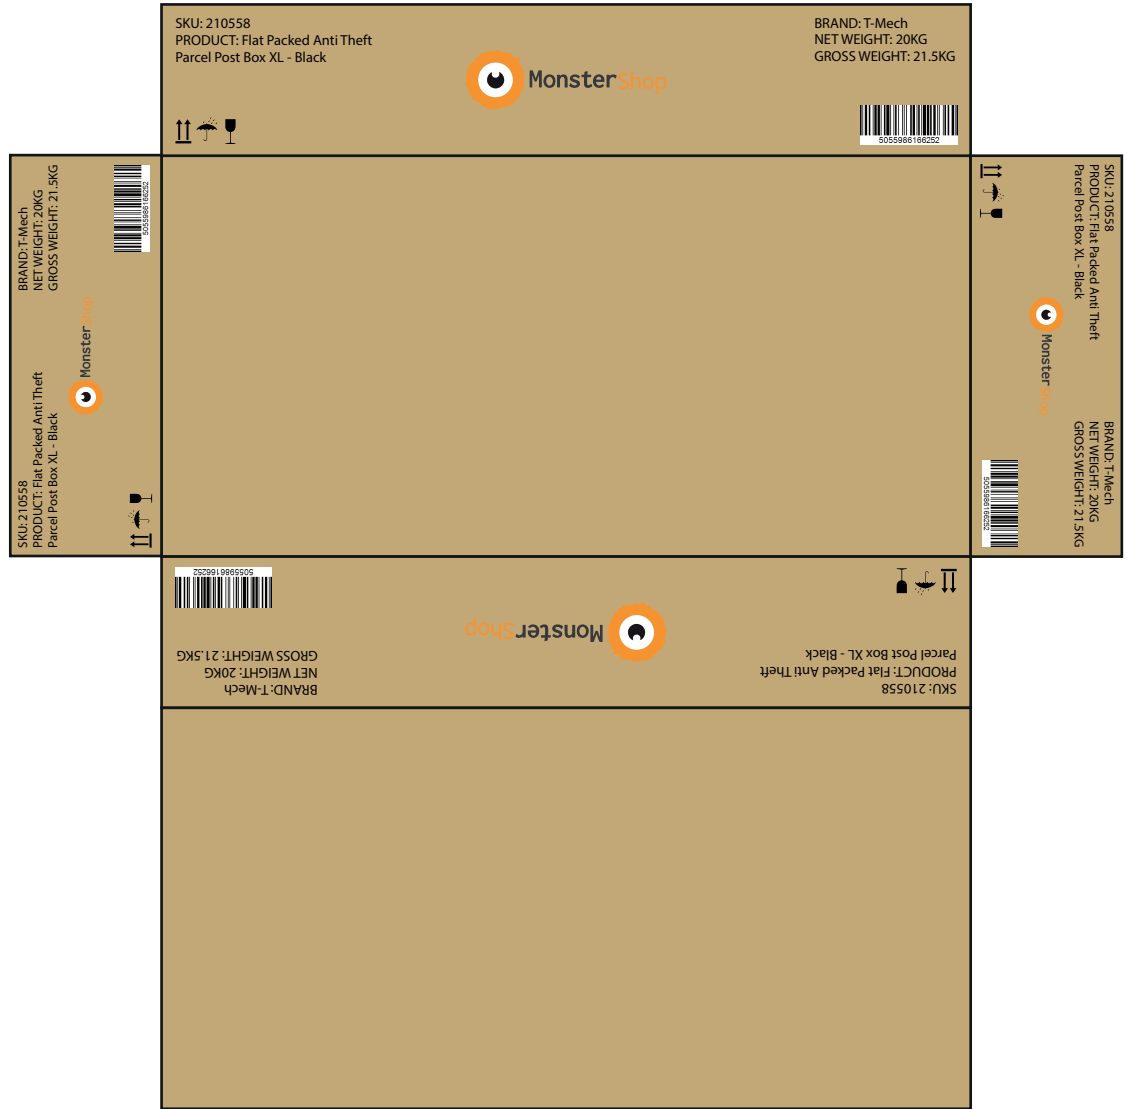 SKU: 210558
PRODUCT: Flat Packed Anti Theft
Parcel Post Box XL - Black
BRAND: T-Mech
NET WEIGHT: 20KG
GROSS WEIGHT: 21.5KG
MonsterShop
5055986166252
BRAND: T-Mech
NET WEIGHT: 20KG
GROSS WEIGHT: 21.5KG
5055986166252
MonsterShop
SKU: 210558
PRODUCT: Flat Packed Anti Theft
Parcel Post Box XL - Black
SKU: 210558
PRODUCT: Flat Packed Anti Theft
Parcel Post Box XL - Black
MonsterShop
BRAND: T-Mech
NET WEIGHT: 20KG
GROSS WEIGHT: 21.5KG
5055986166252
SKU: 210558
PRODUCT: Flat Packed Anti Theft
Parcel Post Box XL - Black
BRAND: T-Mech
NET WEIGHT: 20KG
GROSS WEIGHT: 21.5KG
MonsterShop
5055986166252